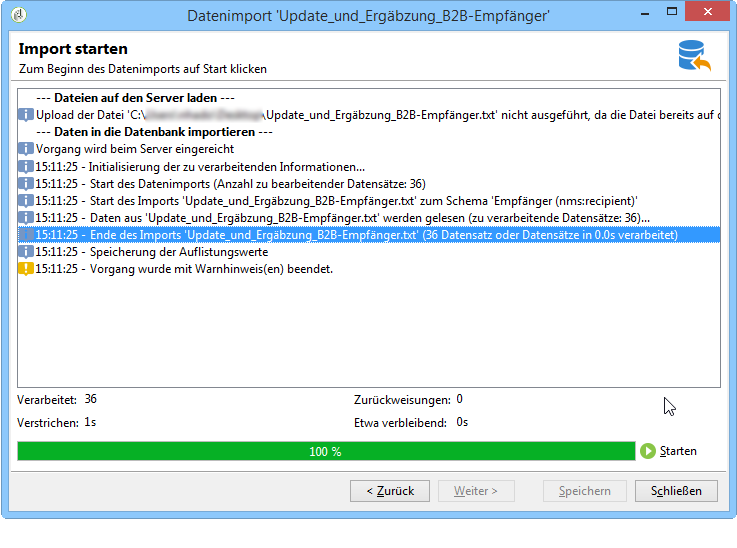 Datenimport 'Update_und_Ergäbzung_B2B-Empfänger'
Import starten
Zum Beginn des Datenimports auf Start klicken
--- Dateien auf den Server laden ---
Upload der Datei 'C:\ \Update_und_Ergäbzung_B2B-Empfänger.txt' nicht ausgeführt, da die Datei bereits auf
--- Daten in die Datenbank importieren ---
Vorgang wird beim Server eingereicht
15:11:25 - Initialisierung der zu verarbeitenden Informationen...
15:11:25 - Start des Datenimports (Anzahl zu bearbeitender Datensätze: 36)
15:11:25 - Start des Imports 'Update_und_Ergäbzung_B2B-Empfänger.txt' zum Schema 'Empfänger (nms:recipient)'
15:11:25 - Daten aus 'Update_und_Ergäbzung_B2B-Empfänger.txt' werden gelesen (zu verarbeitende Datensätze: 36)...
15:11:25 - Ende des Imports 'Update_und_Ergäbzung_B2B-Empfänger.txt' (36 Datensatz oder Datensätze in 0.0s verarbeitet)
15:11:25 - Speicherung der Auflistungswerte
15:11:25 - Vorgang wurde mit Warnhinweis(en) beendet.
Verarbeitet: 36 Zurückweisungen: 0
Verstrichen: 1s Etwa verbleibend: 0s
100 % Starten
< Zurück Weiter > Speichern Schließen